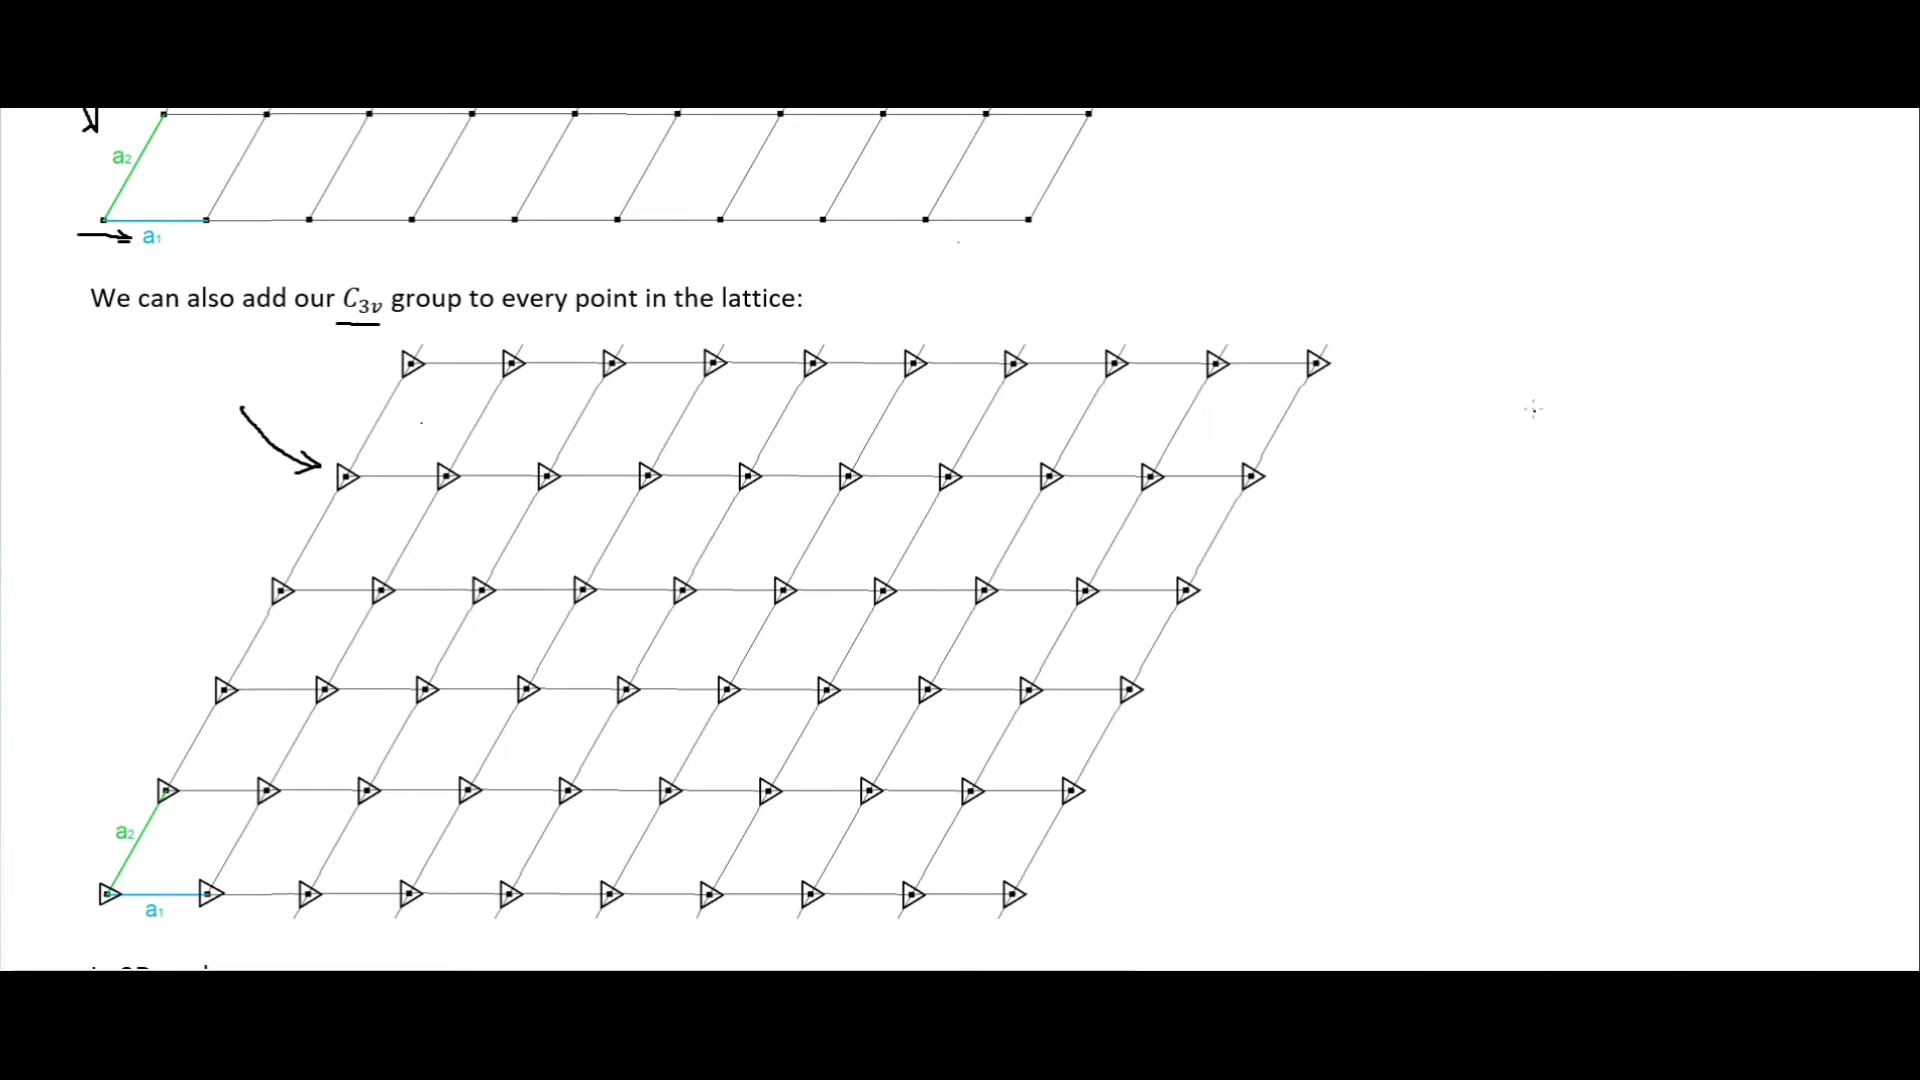 a₂
a₁
We can also add our C₃ᵥ group to every point in the lattice:
a₂
a₁